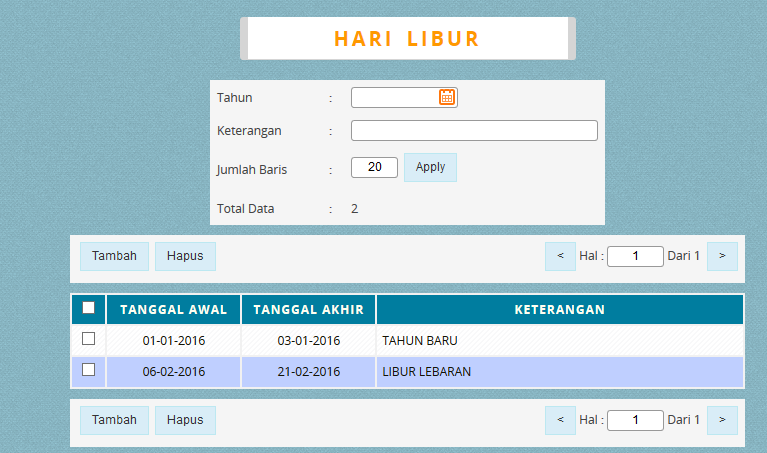 HARI LIBUR
Tahun :
Keterangan :
Jumlah Baris : 20 Apply
Total Data : 2
Tambah Hapus < Hal : 1 Dari 1 >
TANGGAL AWAL TANGGAL AKHIR KETERANGAN
01-01-2016 03-01-2016 TAHUN BARU
06-02-2016 21-02-2016 LIBUR LEBARAN
Tambah Hapus < Hal : 1 Dari 1 >